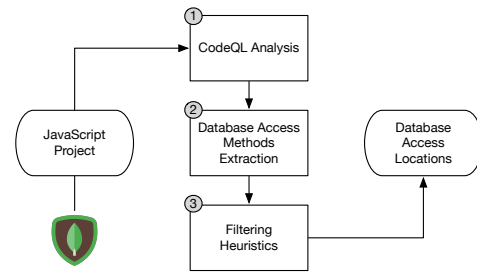 1
CodeQL Analysis
2
Database Access
Methods
Extraction
3
Filtering
Heuristics
JavaScript
Project
Database
Access
Locations